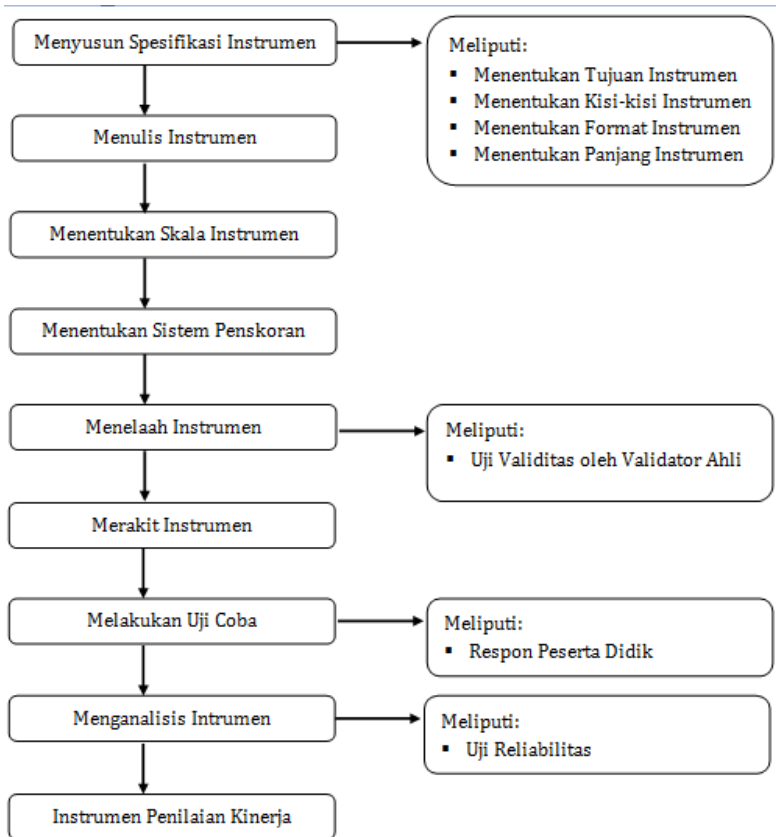 Menyusun Spesifikasi Instrumen
Meliputi:
▪ Menentukan Tujuan Instrumen
▪ Menentukan Kisi-kisi Instrumen
▪ Menentukan Format Instrumen
▪ Menentukan Panjang Instrumen
Menulis Instrumen
Menentukan Skala Instrumen
Menentukan Sistem Penskoran
Menelaah Instrumen
Meliputi:
▪ Uji Validitas oleh Validator Ahli
Merakit Instrumen
Melakukan Uji Coba
Meliputi:
▪ Respon Peserta Didik
Menganalisis Intrumen
Meliputi:
▪ Uji Reliabilitas
Instrumen Penilaian Kinerja